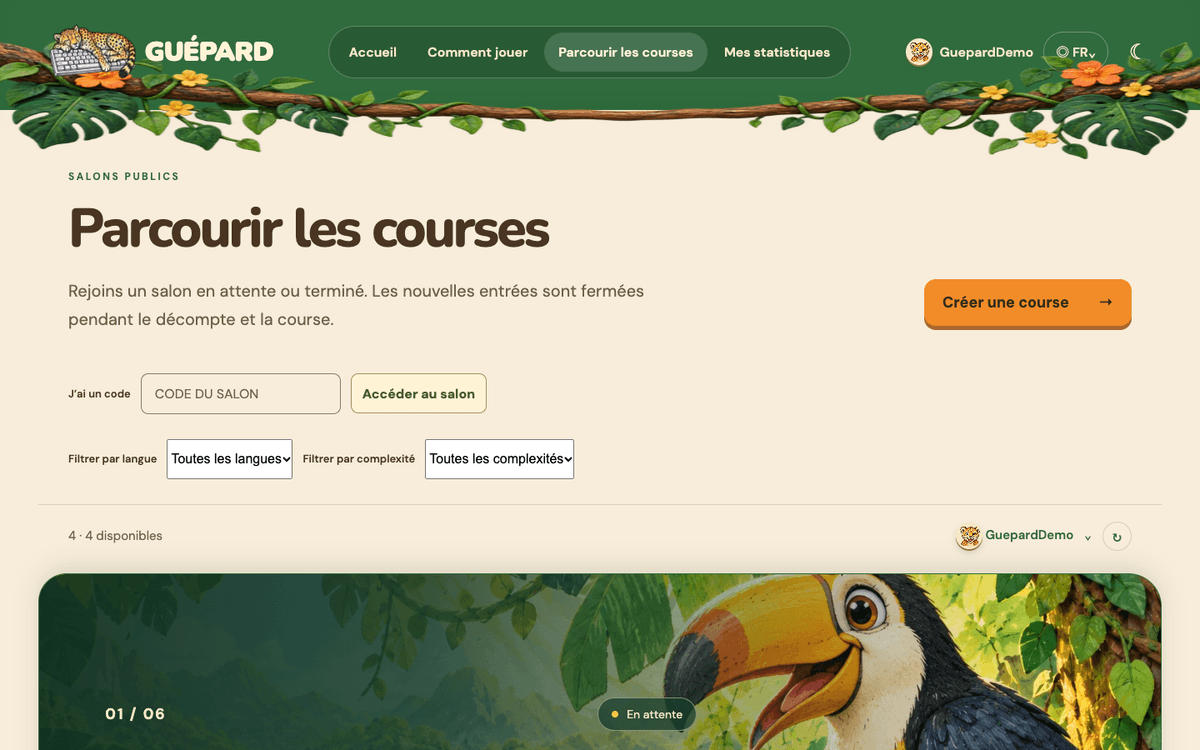 GUÉPARD
Accueil
Comment jouer
Parcourir les courses
Mes statistiques
GuepardDemo
FR
SALONS PUBLICS
Parcourir les courses
Rejoins un salon en attente ou terminé. Les nouvelles entrées sont fermées
pendant le décompte et la course.
Créer une course →
J'ai un code
CODE DU SALON
Accéder au salon
Filtrer par langue
Toutes les langues
Filtrer par complexité
Toutes les complexités
4 · 4 disponibles
GuepardDemo
01 / 06
En attente